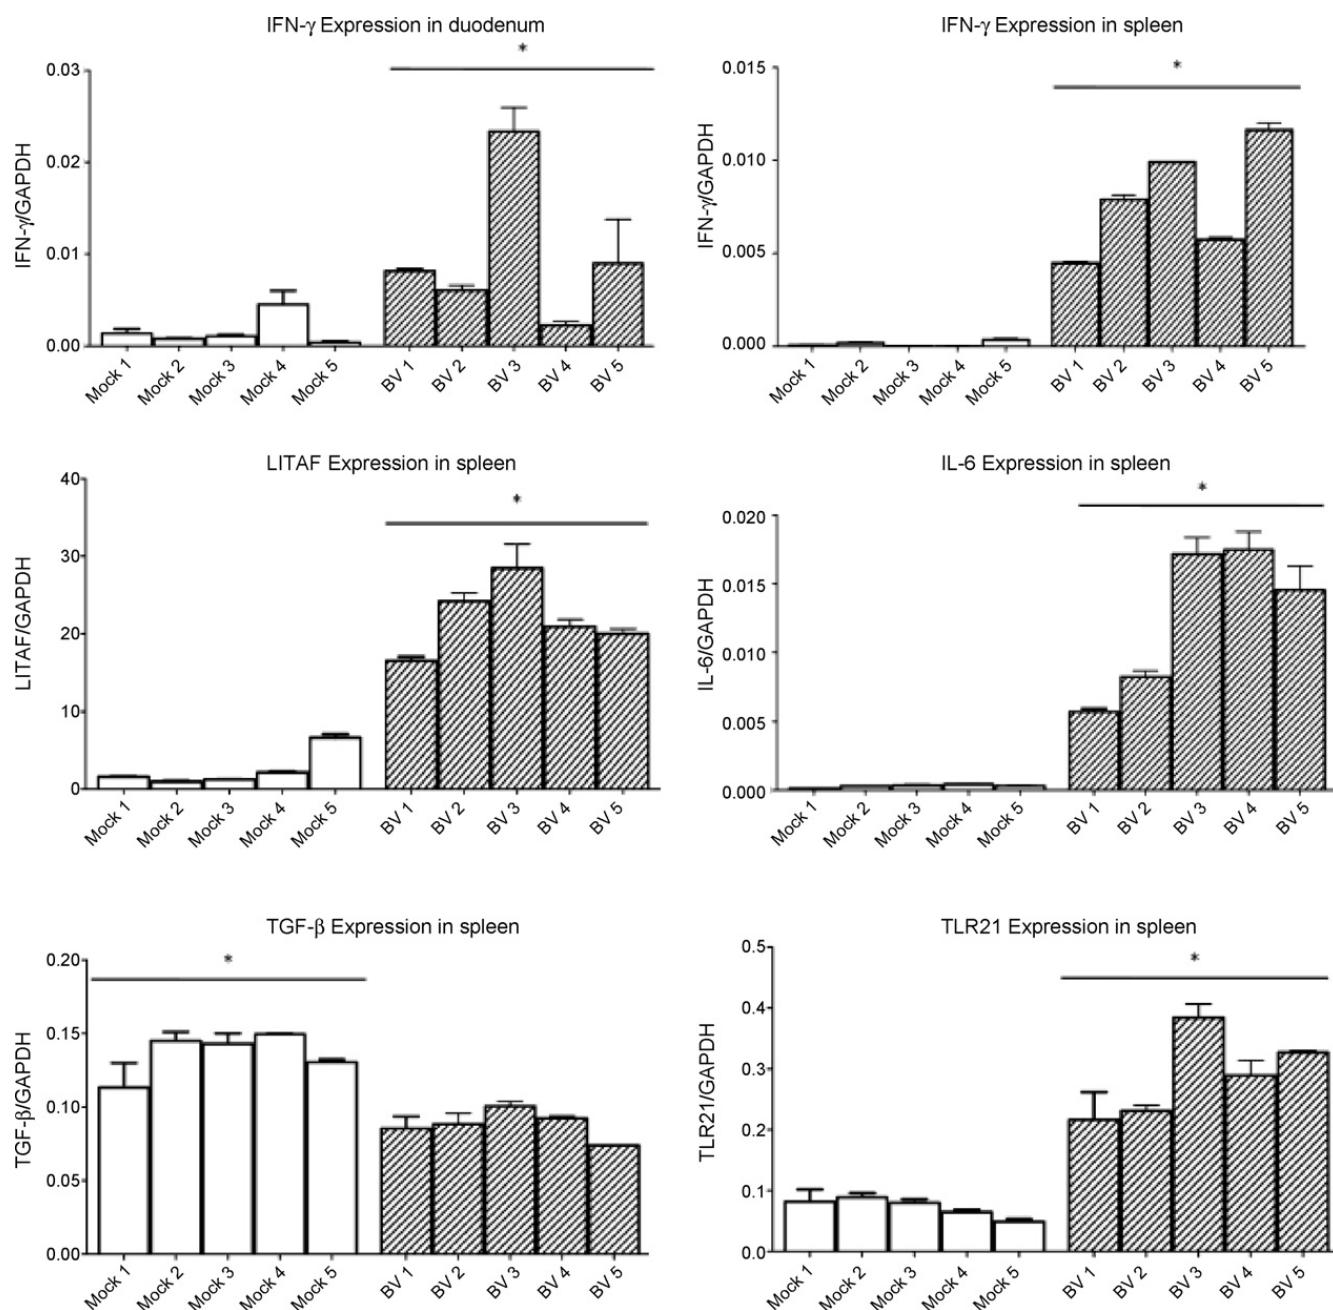 IFN-γ Expression in duodenum
*
IFN-γ/GAPDH
0.03
0.02
0.01
0.00
Mock 1
Mock 2
Mock 3
Mock 4
Mock 5
BV 1
BV 2
BV 3
BV 4
BV 5
IFN-γ Expression in spleen
*
IFN-γ/GAPDH
0.015
0.010
0.005
0.000
Mock 1
Mock 2
Mock 3
Mock 4
Mock 5
BV 1
BV 2
BV 3
BV 4
BV 5
LITAF Expression in spleen
*
LITAF/GAPDH
40
30
20
10
0
Mock 1
Mock 2
Mock 3
Mock 4
Mock 5
BV 1
BV 2
BV 3
BV 4
BV 5
IL-6 Expression in spleen
*
IL-6/GAPDH
0.020
0.015
0.010
0.005
0.000
Mock 1
Mock 2
Mock 3
Mock 4
Mock 5
BV 1
BV 2
BV 3
BV 4
BV 5
TGF-β Expression in spleen
*
TGF-β/GAPDH
0.20
0.15
0.10
0.05
0.00
Mock 1
Mock 2
Mock 3
Mock 4
Mock 5
BV 1
BV 2
BV 3
BV 4
BV 5
TLR21 Expression in spleen
*
TLR21/GAPDH
0.5
0.4
0.3
0.2
0.1
0.0
Mock 1
Mock 2
Mock 3
Mock 4
Mock 5
BV 1
BV 2
BV 3
BV 4
BV 5